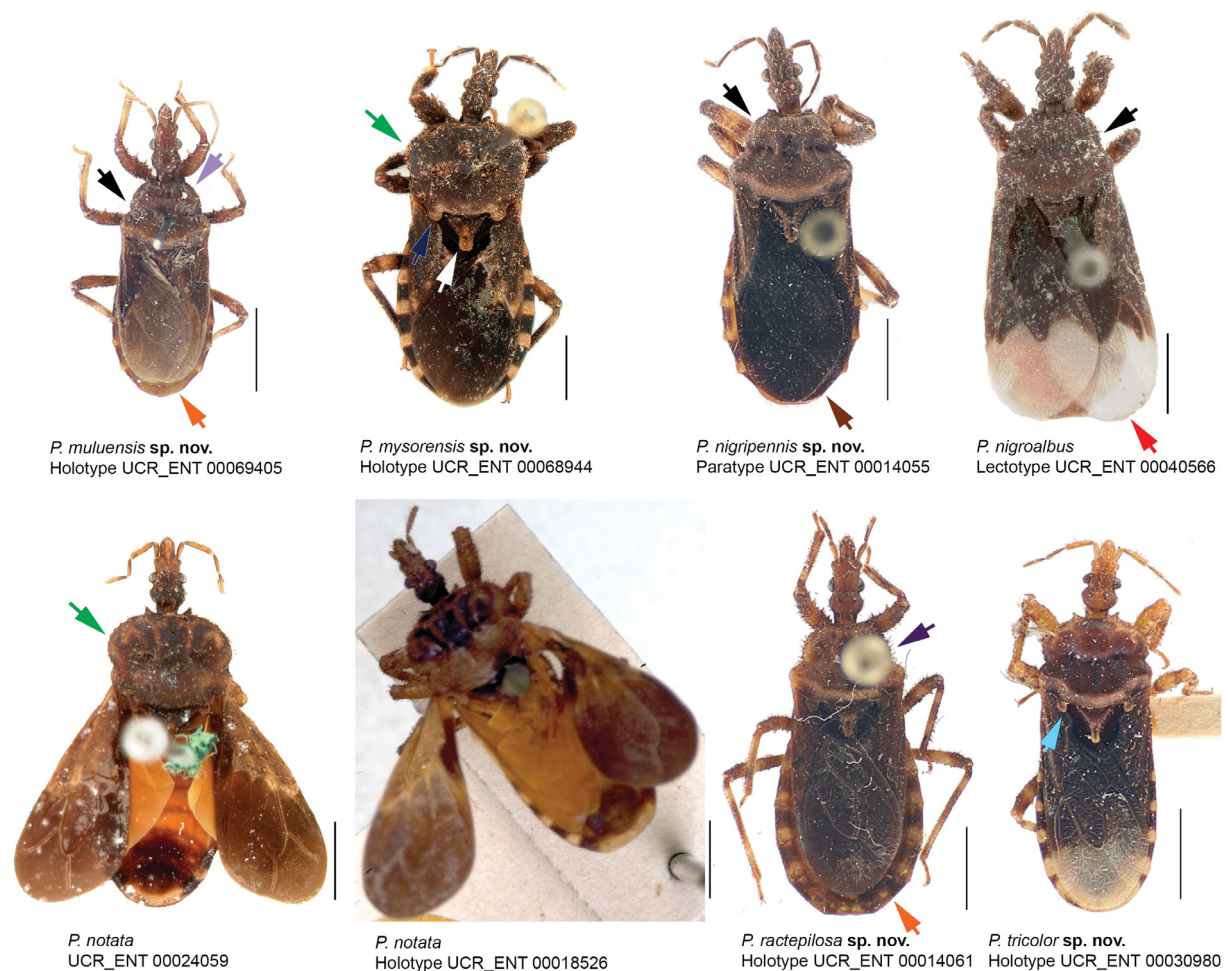 P. muluensis sp. nov.
Holotype UCR_ENT 00069405
P. mysorensis sp. nov.
Holotype UCR_ENT 00068944
P. nigripennis sp. nov.
Paratype UCR_ENT 00014055
P. nigroalbus
Lectotype UCR_ENT 00040566
P. notata
UCR_ENT 00024059
P. notata
Holotype UCR_ENT 00018526
P. ractepilosa sp. nov.
Holotype UCR_ENT 00014061
P. tricolor sp. nov.
Holotype UCR_ENT 00030980